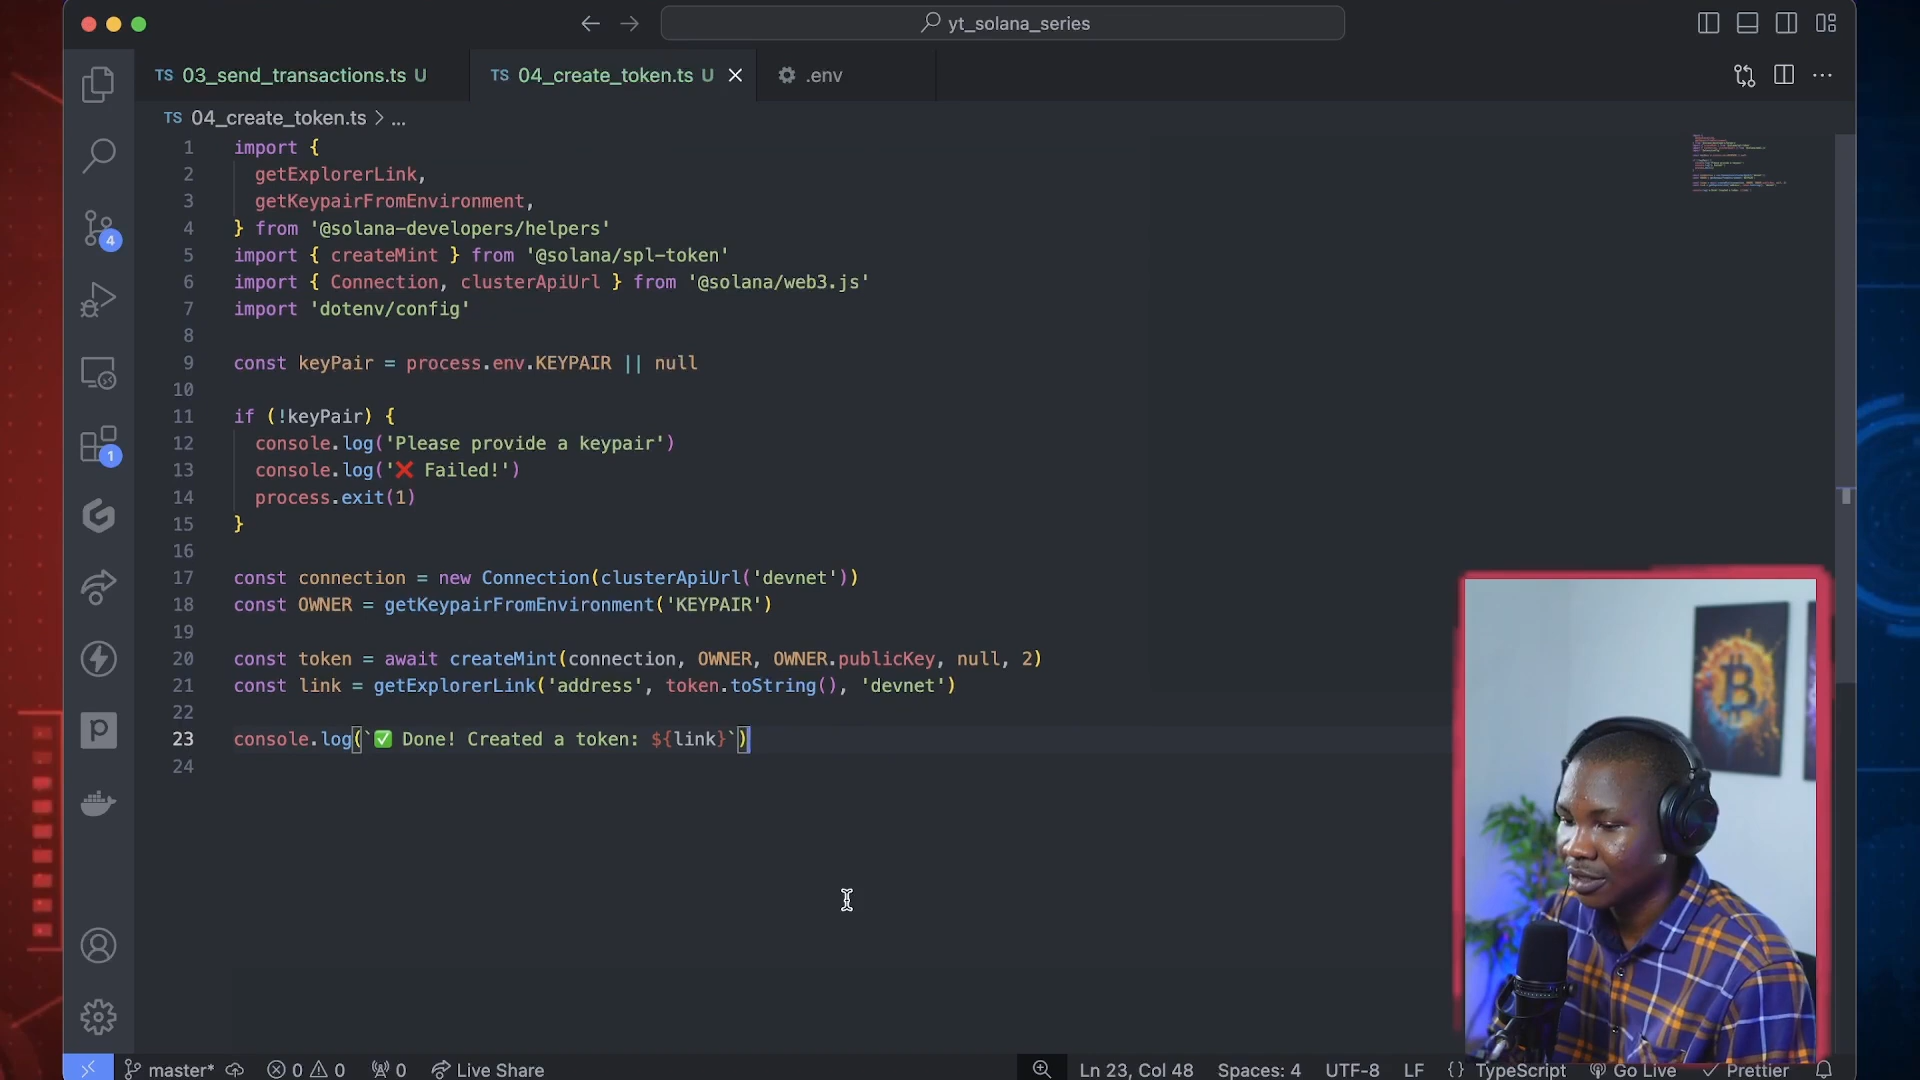 yt_solana_series
TS 03_send_transactions.ts U
TS 04_create_token.ts U
.env
TS 04_create_token.ts > ...
1 import {
2 getExplorerLink,
3 getKeypairFromEnvironment,
4 } from '@solana-developers/helpers'
5 import { createMint } from '@solana/spl-token'
6 import { Connection, clusterApiUrl } from '@solana/web3.js'
7 import 'dotenv/config'
8
9 const keyPair = process.env.KEYPAIR || null
10
11 if (!keyPair) {
12 console.log('Please provide a keypair')
13 console.log('❌ Failed!')
14 process.exit(1)
15 }
16
17 const connection = new Connection(clusterApiUrl('devnet'))
18 const OWNER = getKeypairFromEnvironment('KEYPAIR')
19
20 const token = await createMint(connection, OWNER, OWNER.publicKey, null, 2)
21 const link = getExplorerLink('address', token.toString(), 'devnet')
22
23 console.log(`✅ Done! Created a token: ${link}`)
24
4
1
master* 0 0 0 Live Share
Ln 23, Col 48 Spaces: 4 UTF-8 LF {} TypeScript Go Live Prettier